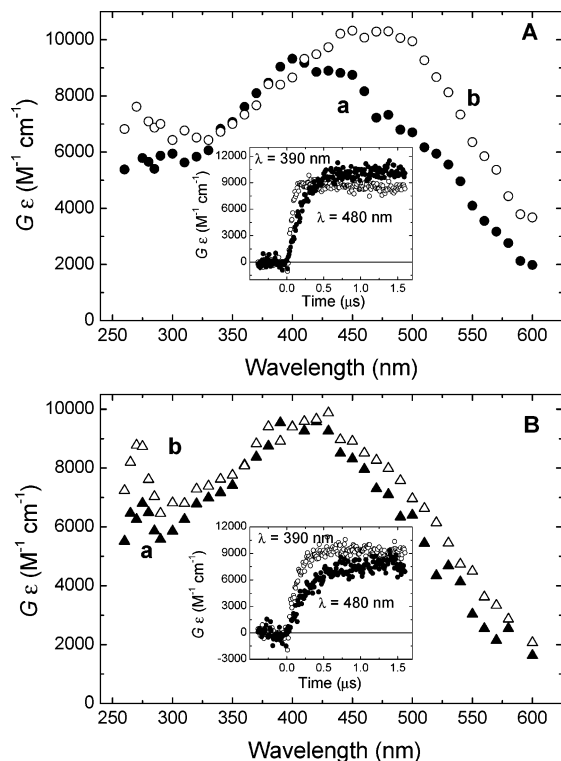 A
10000
8000
6000
4000
2000
0
G ε (M⁻¹ cm⁻¹)
a
b
12000
9000
6000
3000
0
G ε (M⁻¹ cm⁻¹)
λ = 390 nm
λ = 480 nm
0.0 0.5 1.0 1.5
Time (μs)
250 300 350 400 450 500 550 600
Wavelength (nm)
B
10000
8000
6000
4000
2000
0
G ε (M⁻¹ cm⁻¹)
b
a
12000
9000
6000
3000
0
-3000
G ε (M⁻¹ cm⁻¹)
λ = 390 nm
λ = 480 nm
0.0 0.5 1.0 1.5
Time (μs)
250 300 350 400 450 500 550 600
Wavelength (nm)